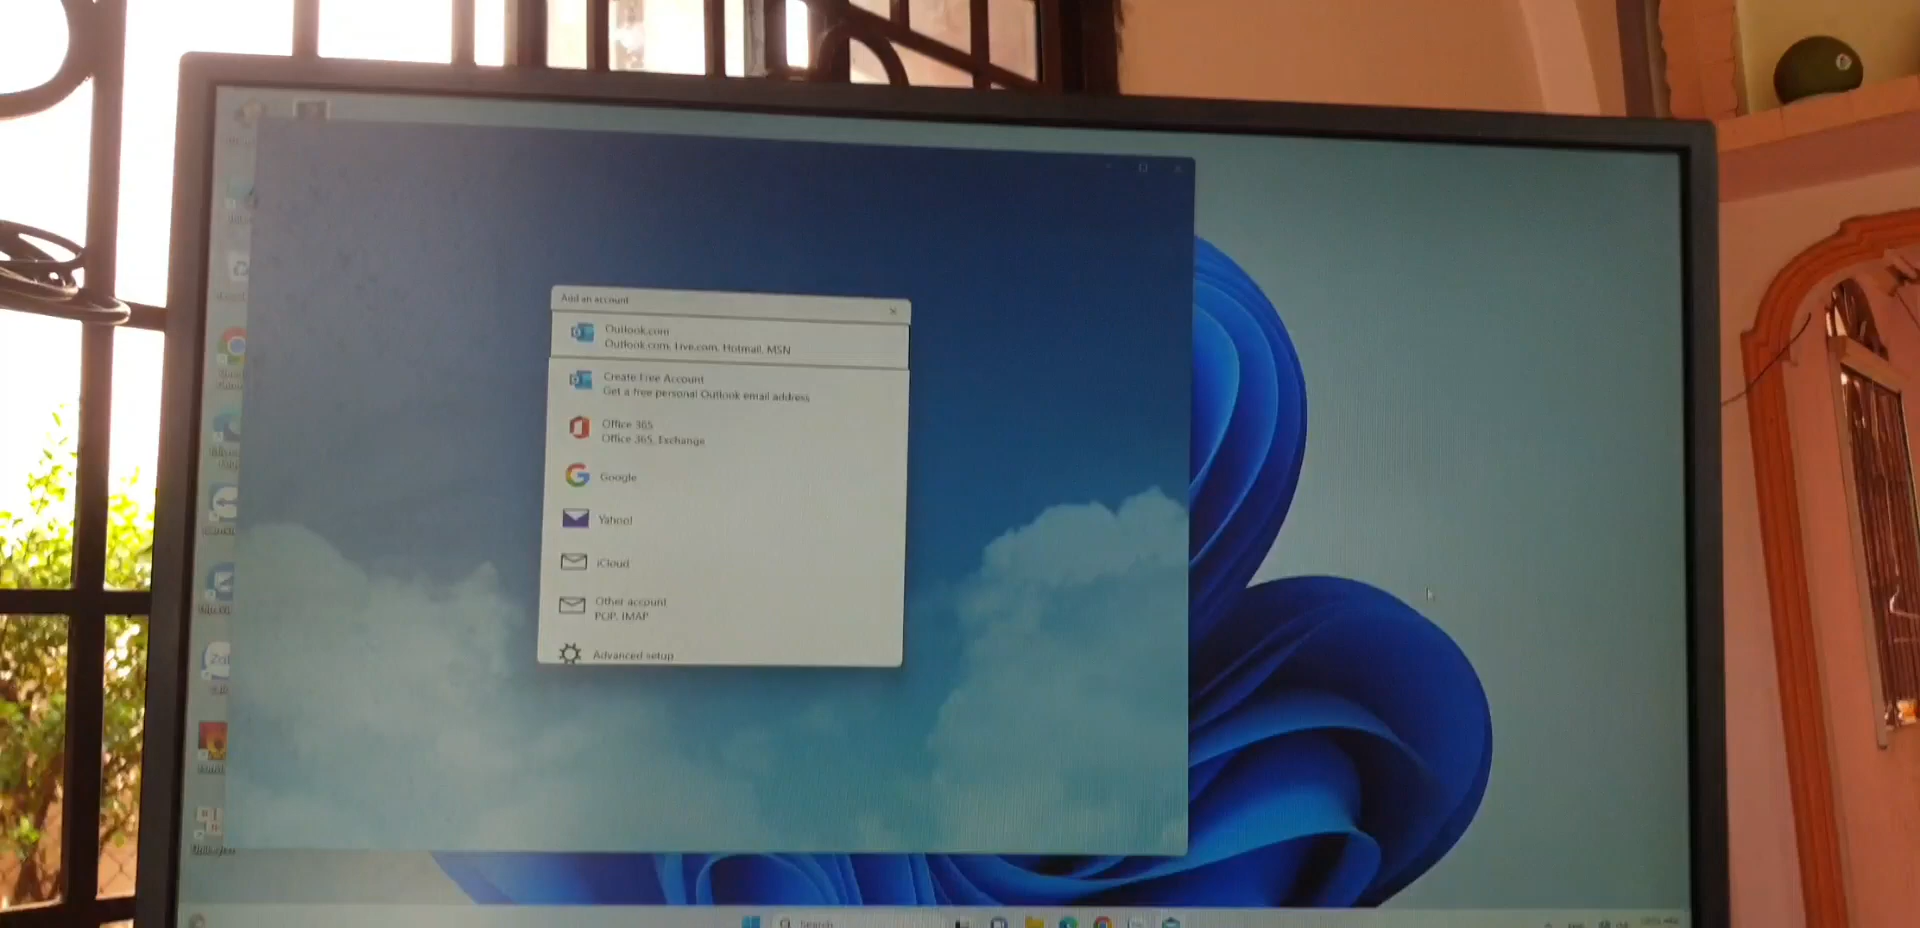 Add an account
Outlook.com
Outlook.com, Live.com, Hotmail, MSN
Create Free Account
Get a free personal Outlook email address
Office 365
Office 365, Exchange
Google
Yahoo!
iCloud
Other account
POP, IMAP
Advanced setup
Zal
Search